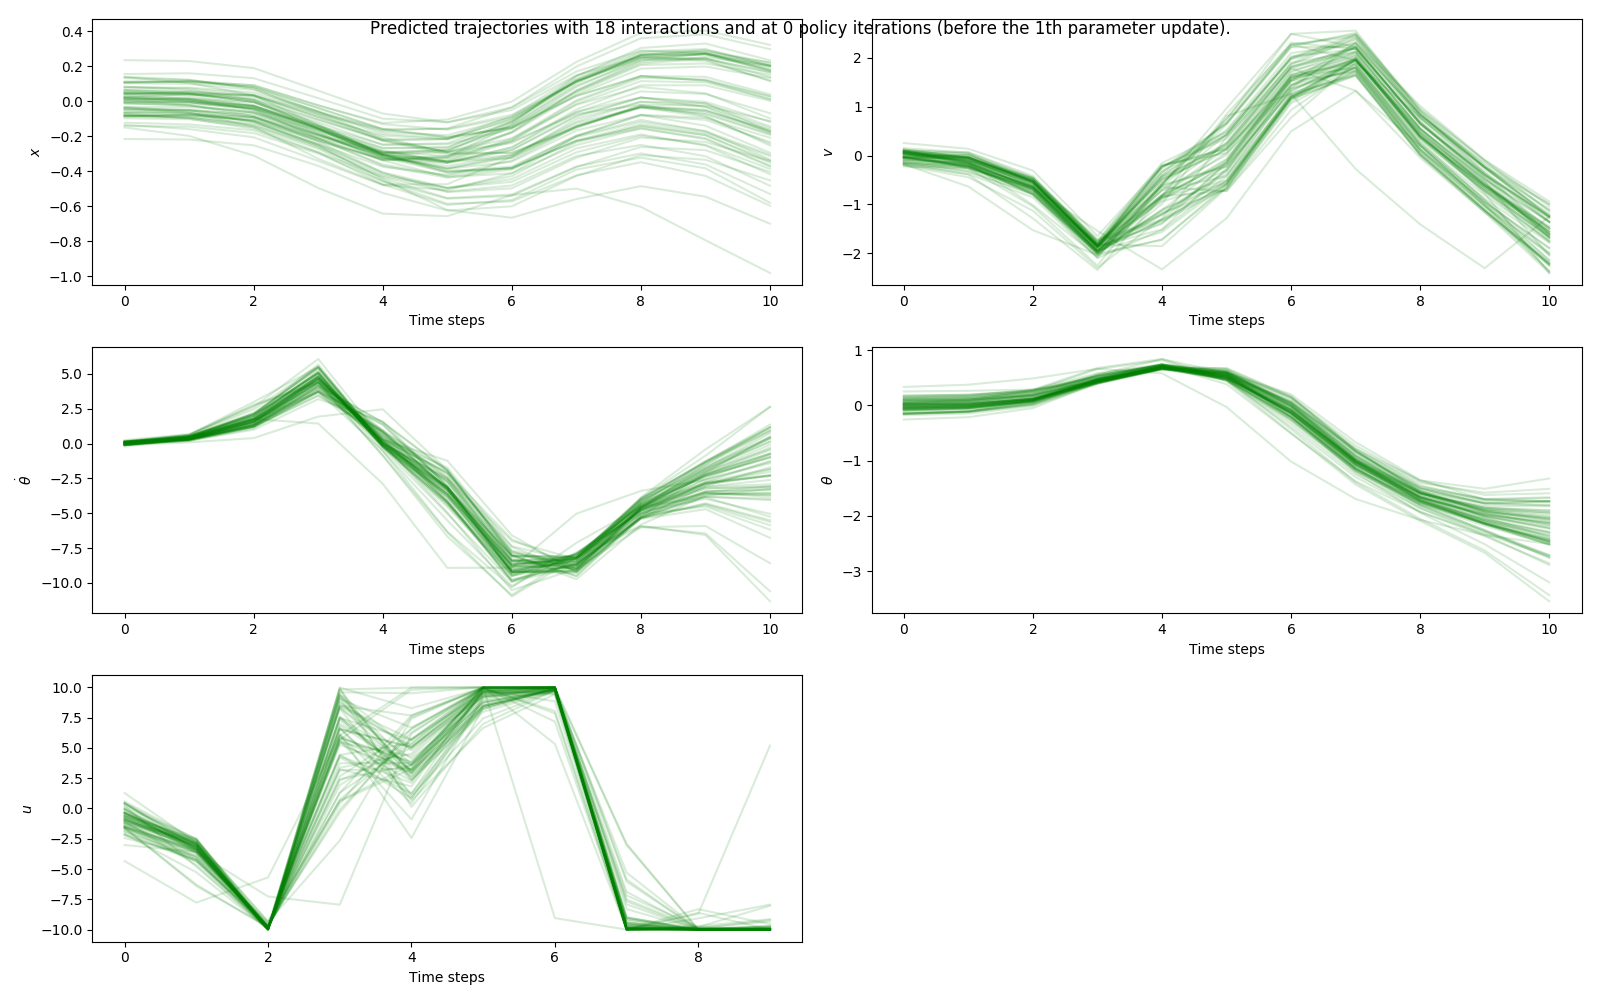 Predicted trajectories with 18 interactions and at 0 policy iterations (before the 1th parameter update).
0.4
0.2
0.0
−0.2
−0.4
−0.6
−0.8
−1.0
x
0 2 4 6 8 10
Time steps
2
1
0
−1
−2
v
0 2 4 6 8 10
Time steps
5.0
2.5
0.0
−2.5
−5.0
−7.5
−10.0
θ̇
0 2 4 6 8 10
Time steps
1
0
−1
−2
−3
θ
0 2 4 6 8 10
Time steps
10.0
7.5
5.0
2.5
0.0
−2.5
−5.0
−7.5
−10.0
u
0 2 4 6 8
Time steps